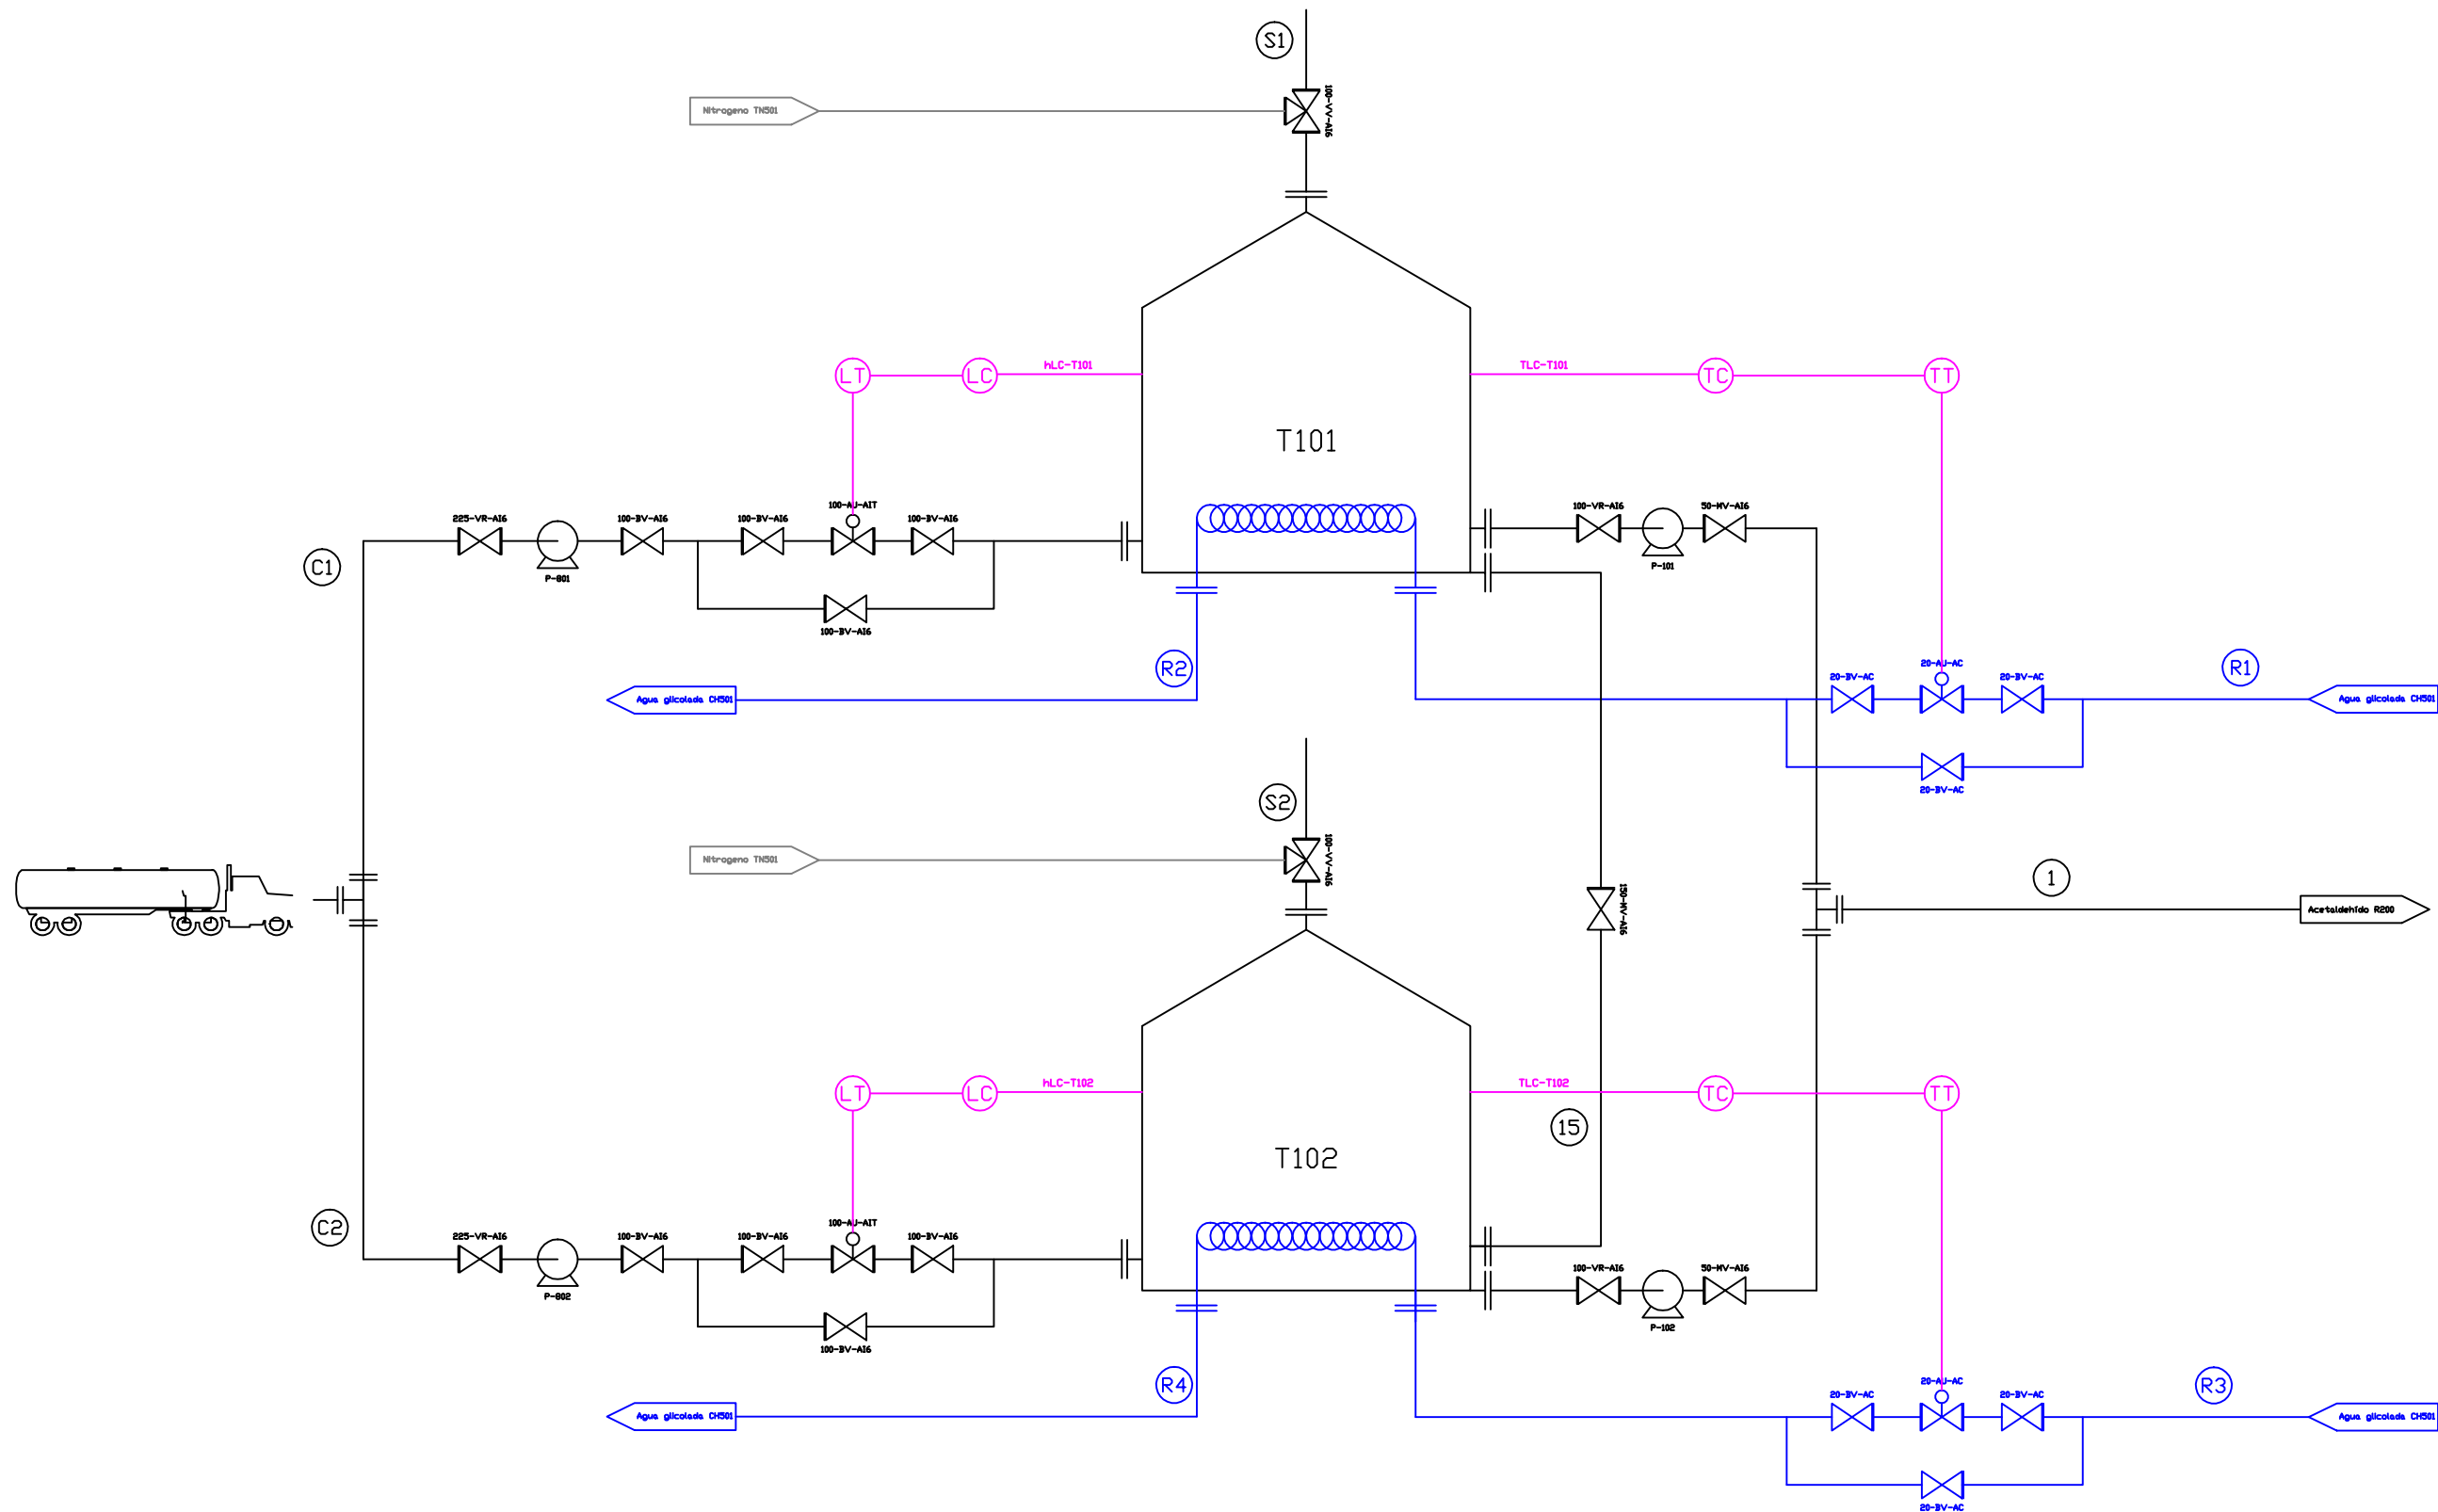 S1
100-VV-AI6
Nitrogeno TN501
LT
LC
hLC-T101
TLC-T101
TC
TT
T101
225-VR-AI6
100-BV-AI6
100-BV-AI6
100-AU-AIT
100-BV-AI6
100-VR-AI6
50-MV-AI6
C1
P-801
P-101
100-BV-AI6
R2
20-BV-AC
20-AU-AC
20-BV-AC
R1
Agua glicolada CH501
Agua glicolada CH501
20-BV-AC
S2
100-VV-AI6
Nitrogeno TN501
150-MV-AI6
1
Acetaldehído R200
LT
LC
hLC-T102
TLC-T102
TC
TT
15
T102
C2
225-VR-AI6
100-BV-AI6
100-BV-AI6
100-AU-AIT
100-BV-AI6
100-VR-AI6
50-MV-AI6
P-802
P-102
100-BV-AI6
R4
20-BV-AC
20-AU-AC
20-BV-AC
R3
Agua glicolada CH501
Agua glicolada CH501
20-BV-AC